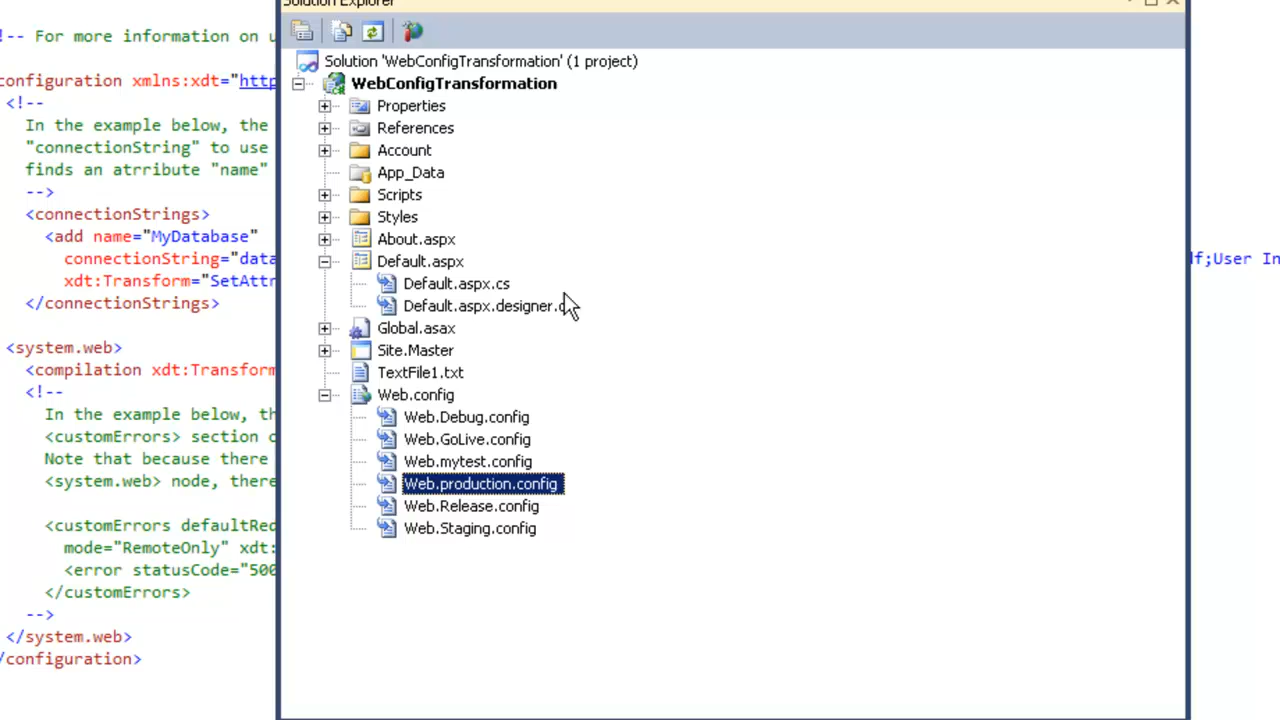 Solution Explorer
Solution 'WebConfigTransformation' (1 project)
WebConfigTransformation
Properties
References
Account
App_Data
Scripts
Styles
About.aspx
Default.aspx
Default.aspx.cs
Default.aspx.designer.
Global.asax
Site.Master
TextFile1.txt
Web.config
Web.Debug.config
Web.GoLive.config
Web.mytest.config
Web.production.config
Web.Release.config
Web.Staging.config
!-- For more information on
configuration xmlns:xdt="http
<!--
In the example below, the
"connectionString" to use
finds an atrribute "name"
-->
<connectionStrings>
<add name="MyDatabase"
connectionString="data
xdt:Transform="SetAttr
</connectionStrings>
<system.web>
<compilation xdt:Transform
<!--
In the example below, th
<customErrors> section
Note that because there
<system.web> node, there
<customErrors defaultRed
mode="RemoteOnly" xdt:
<error statusCode="500
</customErrors>
-->
</system.web>
/configuration>
df;User In